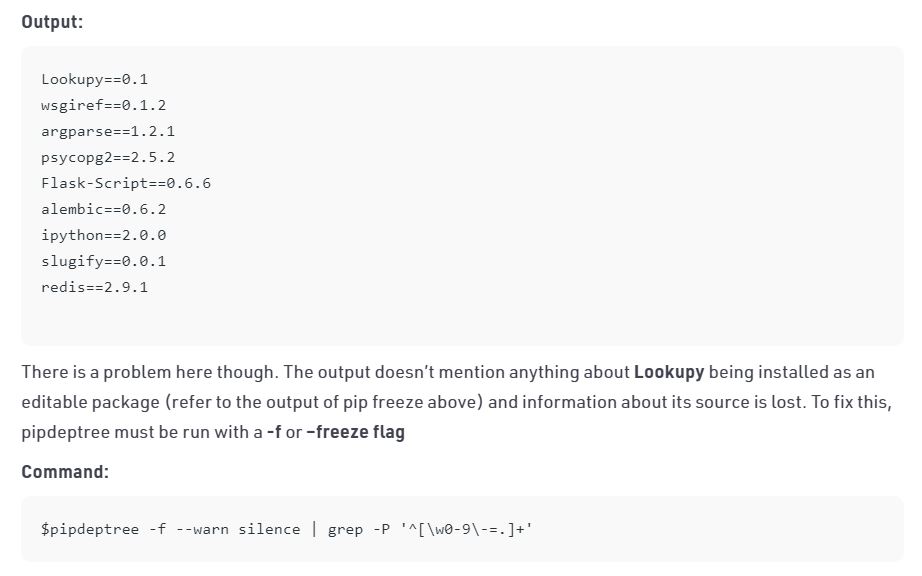 Output:
Lookupy==0.1
wsgiref==0.1.2
argparse==1.2.1
psycopg2==2.5.2
Flask-Script==0.6.6
alembic==0.6.2
ipython==2.0.0
slugify==0.0.1
redis==2.9.1
There is a problem here though. The output doesn’t mention anything about Lookupy being installed as an
editable package (refer to the output of pip freeze above) and information about its source is lost. To fix this,
pipdeptree must be run with a -f or –freeze flag
Command:
$pipdeptree -f --warn silence | grep -P '^[\w0-9\-=.]+'